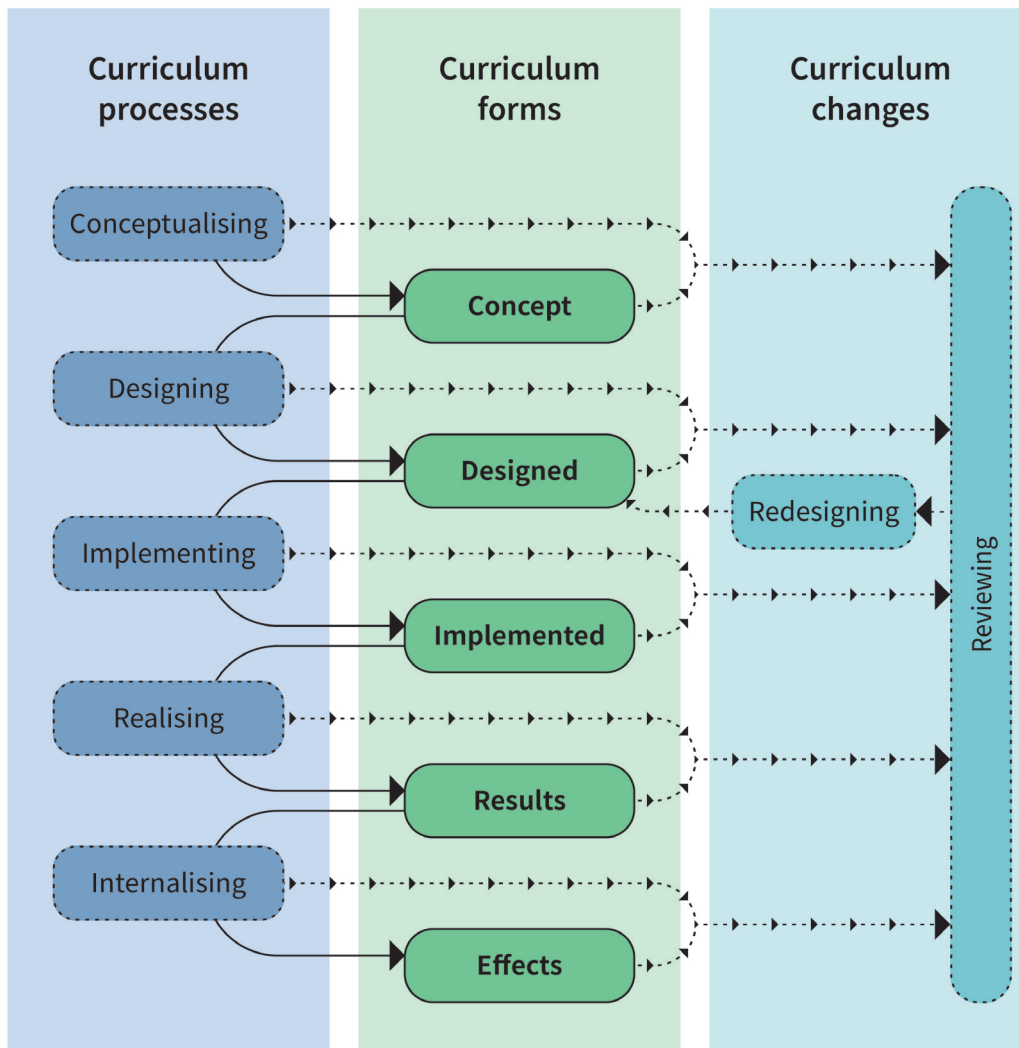 Curriculum
processes
Curriculum
forms
Curriculum
changes
Conceptualising
Concept
Designing
Designed
Redesigning
Implementing
Implemented
Reviewing
Realising
Results
Internalising
Effects